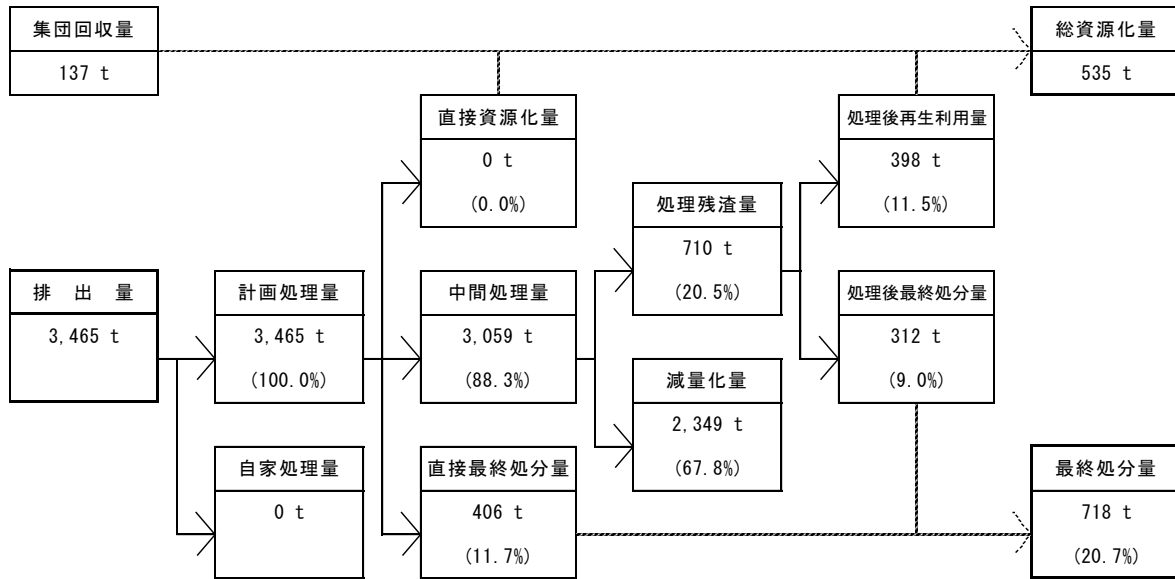 集団回収量
137 t
総資源化量
535 t
直接資源化量
0 t
(0.0%)
処理後再生利用量
398 t
(11.5%)
処理残渣量
710 t
(20.5%)
排 出 量
3,465 t
計画処理量
3,465 t
(100.0%)
中間処理量
3,059 t
(88.3%)
処理後最終処分量
312 t
(9.0%)
減量化量
2,349 t
(67.8%)
自家処理量
0 t
直接最終処分量
406 t
(11.7%)
最終処分量
718 t
(20.7%)